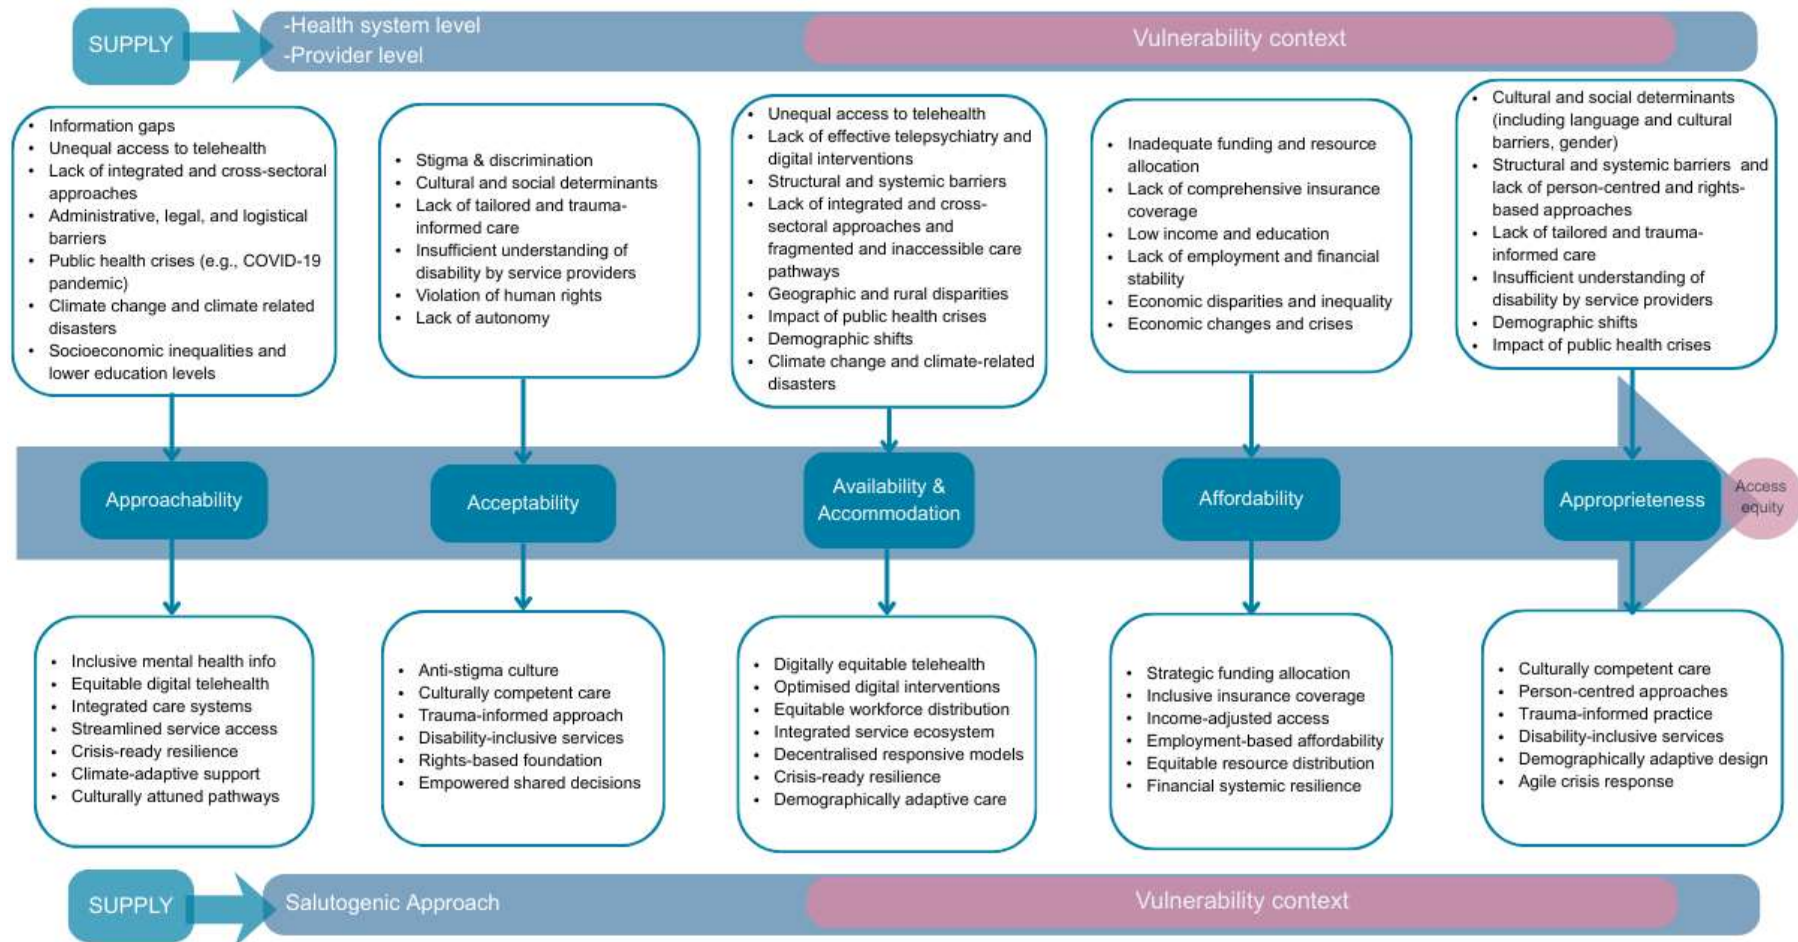 SUPPLY
-Health system level
-Provider level
Vulnerability context
• Information gaps
• Unequal access to telehealth
• Lack of integrated and cross-sectoral
approaches
• Administrative, legal, and logistical
barriers
• Public health crises (e.g., COVID-19
pandemic)
• Climate change and climate related
disasters
• Socioeconomic inequalities and
lower education levels
• Stigma & discrimination
• Cultural and social determinants
• Lack of tailored and trauma-
informed care
• Insufficient understanding of
disability by service providers
• Violation of human rights
• Lack of autonomy
• Unequal access to telehealth
• Lack of effective telepsychiatry and
digital interventions
• Structural and systemic barriers
• Lack of integrated and cross-
sectoral approaches and
fragmented and inaccessible care
pathways
• Geographic and rural disparities
• Impact of public health crises
• Demographic shifts
• Climate change and climate-related
disasters
• Inadequate funding and resource
allocation
• Lack of comprehensive insurance
coverage
• Low income and education
• Lack of employment and financial
stability
• Economic disparities and inequality
• Economic changes and crises
• Cultural and social determinants
(including language and cultural
barriers, gender)
• Structural and systemic barriers and
lack of person-centred and rights-
based approaches
• Lack of tailored and trauma-
informed care
• Insufficient understanding of
disability by service providers
• Demographic shifts
• Impact of public health crises
Approachability
Acceptability
Availability &
Accommodation
Affordability
Approprieteness
Access
equity
• Inclusive mental health info
• Equitable digital telehealth
• Integrated care systems
• Streamlined service access
• Crisis-ready resilience
• Climate-adaptive support
• Culturally attuned pathways
• Anti-stigma culture
• Culturally competent care
• Trauma-informed approach
• Disability-inclusive services
• Rights-based foundation
• Empowered shared decisions
• Digitally equitable telehealth
• Optimised digital interventions
• Equitable workforce distribution
• Integrated service ecosystem
• Decentralised responsive models
• Crisis-ready resilience
• Demographically adaptive care
• Strategic funding allocation
• Inclusive insurance coverage
• Income-adjusted access
• Employment-based affordability
• Equitable resource distribution
• Financial systemic resilience
• Culturally competent care
• Person-centred approaches
• Trauma-informed practice
• Disability-inclusive services
• Demographically adaptive design
• Agile crisis response
SUPPLY
Salutogenic Approach
Vulnerability context